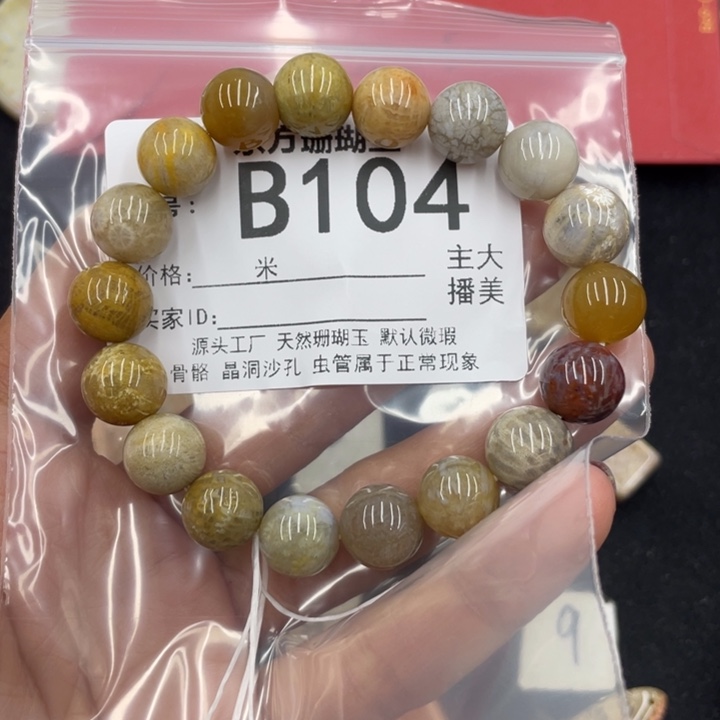 珊瑚
号：
B104
价格： 米
主大
播美
买家ID：
源头工厂 天然珊瑚玉 默认微瑕
骨骼 晶洞沙孔 虫管属于正常现象
9